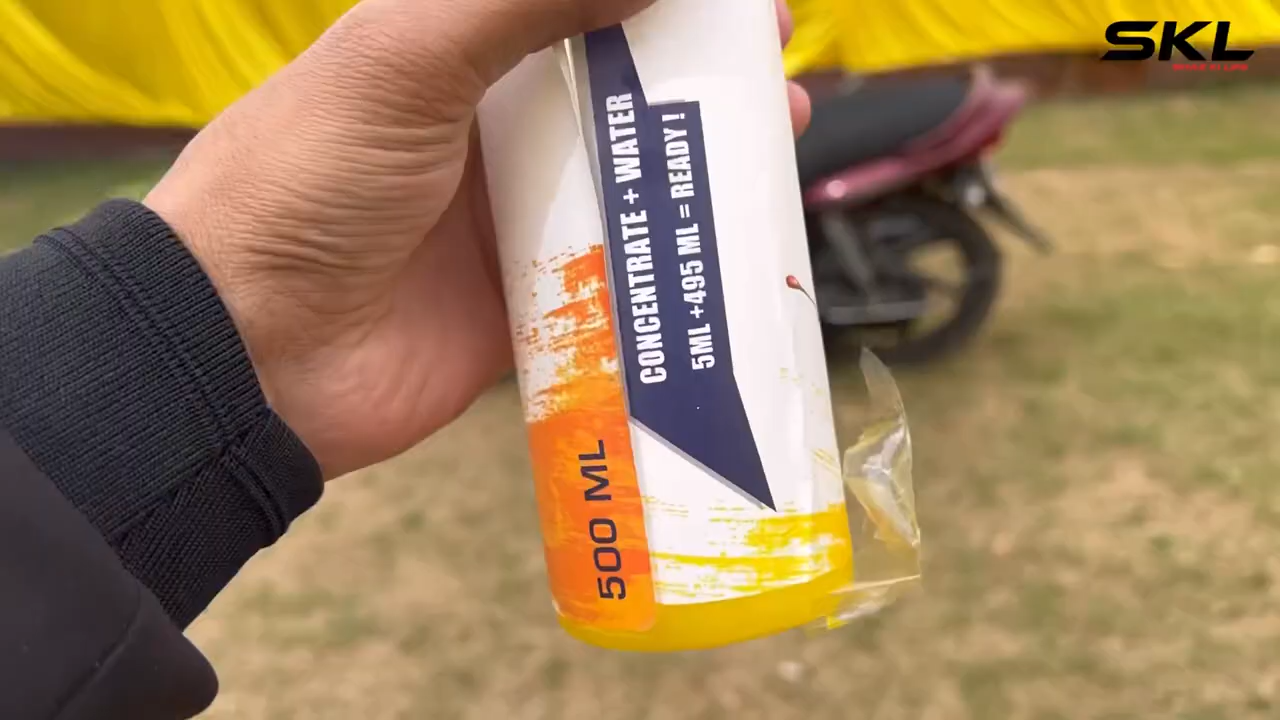 SKL
CONCENTRATE + WATER
5ML +495 ML = READY !
500 ML